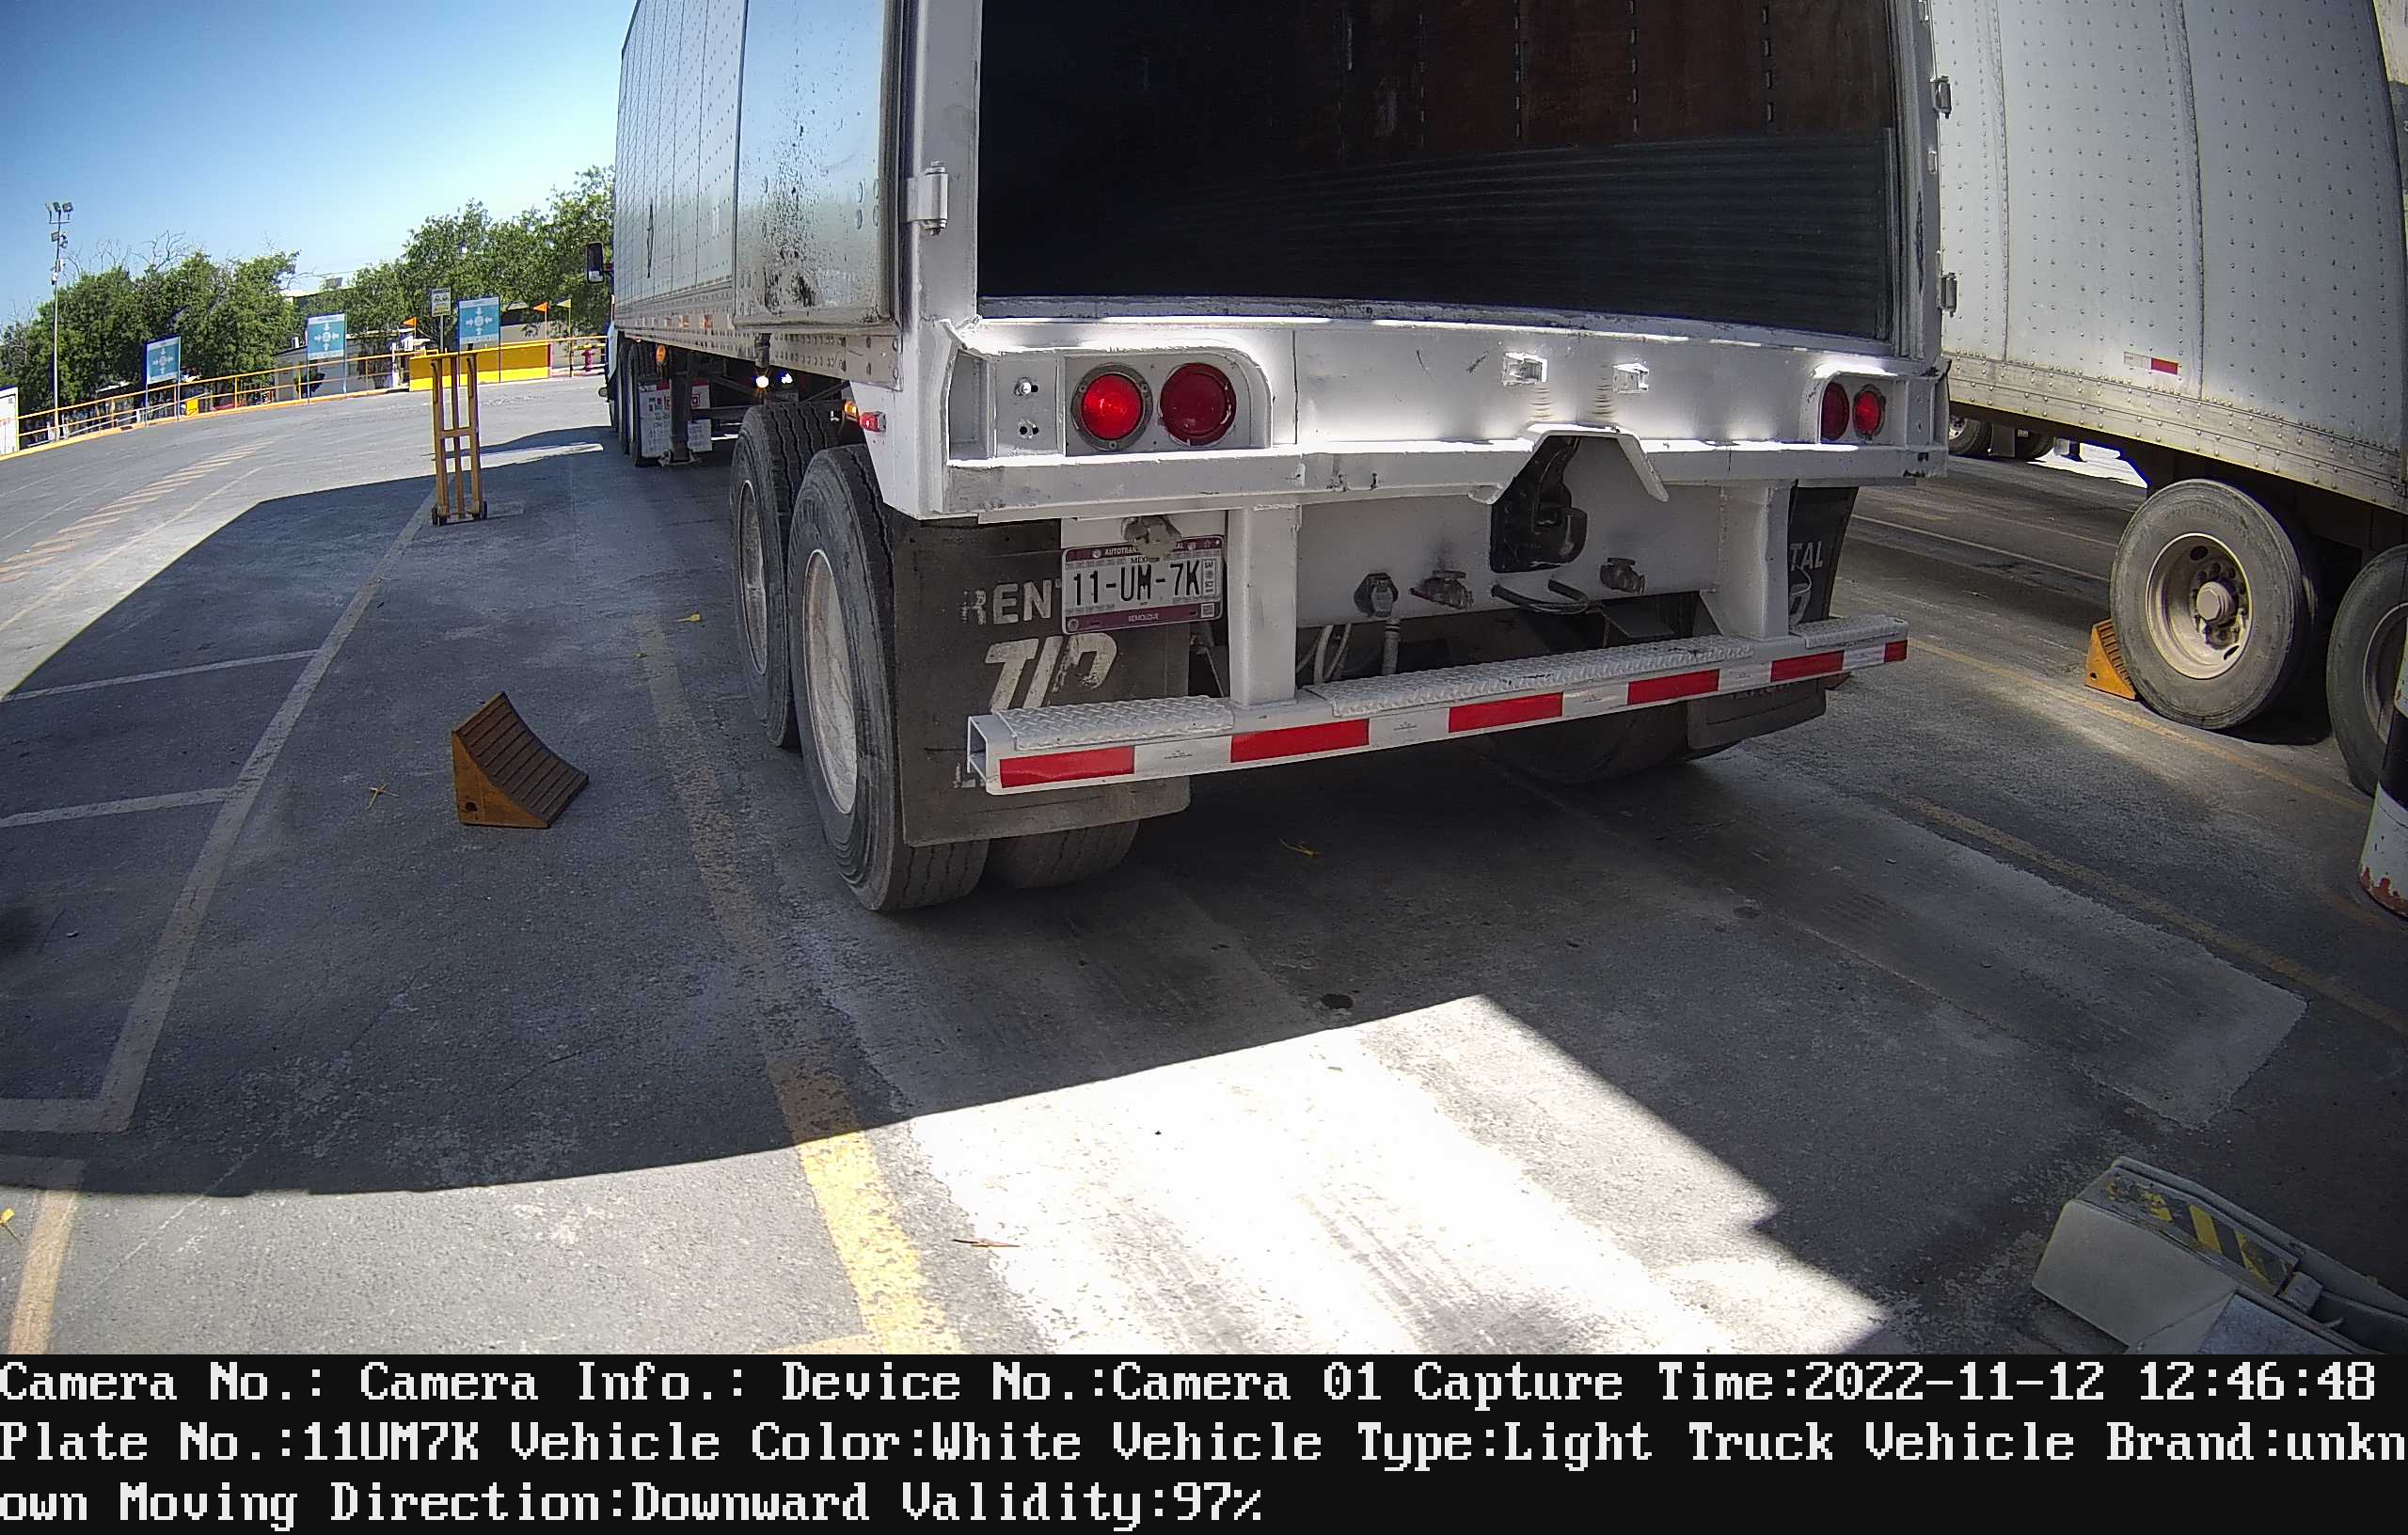 MEX
11-UM-7K
REMOLQUE
REN
TAL
TIP
Camera No.: Camera Info.: Device No.:Camera 01 Capture Time:2022-11-12 12:46:48
Plate No.:11UM7K Vehicle Color:White Vehicle Type:Light Truck Vehicle Brand:unkn
own Moving Direction:Downward Validity:97%